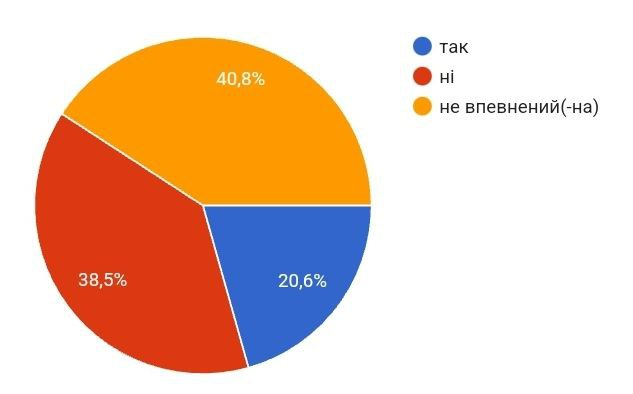 40,8%
38,5%
20,6%
так
ні
не впевнений(-на)